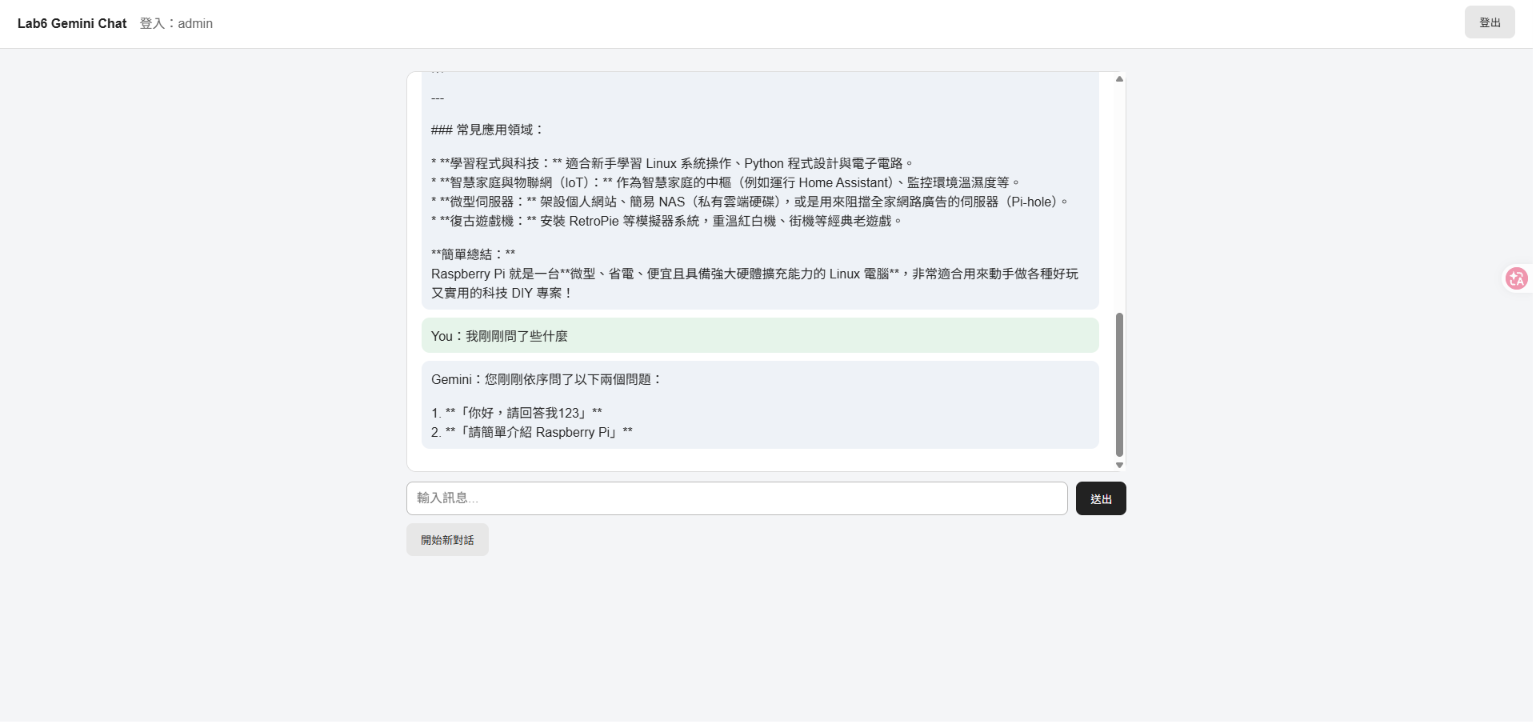 Lab6 Gemini Chat 登入：admin
登出
---
### 常見應用領域：
* **學習程式與科技：** 適合新手學習 Linux 系統操作、Python 程式設計與電子電路。
* **智慧家庭與物聯網（IoT）：** 作為智慧家庭的中樞（例如運行 Home Assistant）、監控環境溫濕度等。
* **微型伺服器：** 架設個人網站、簡易 NAS（私有雲端硬碟），或是用來阻擋全家網路廣告的伺服器（Pi-hole）。
* **復古遊戲機：** 安裝 RetroPie 等模擬器系統，重溫紅白機、街機等經典老遊戲。
**簡單總結：**
Raspberry Pi 就是一台**微型、省電、便宜且具備強大硬體擴充能力的 Linux 電腦**，非常適合用來動手做各種好玩
又實用的科技 DIY 專案！
You：我剛剛問了些什麼
Gemini：您剛剛依序問了以下兩個問題：
1. **「你好，請回答我123」**
2. **「請簡單介紹 Raspberry Pi」**
輸入訊息...
送出
開始新對話